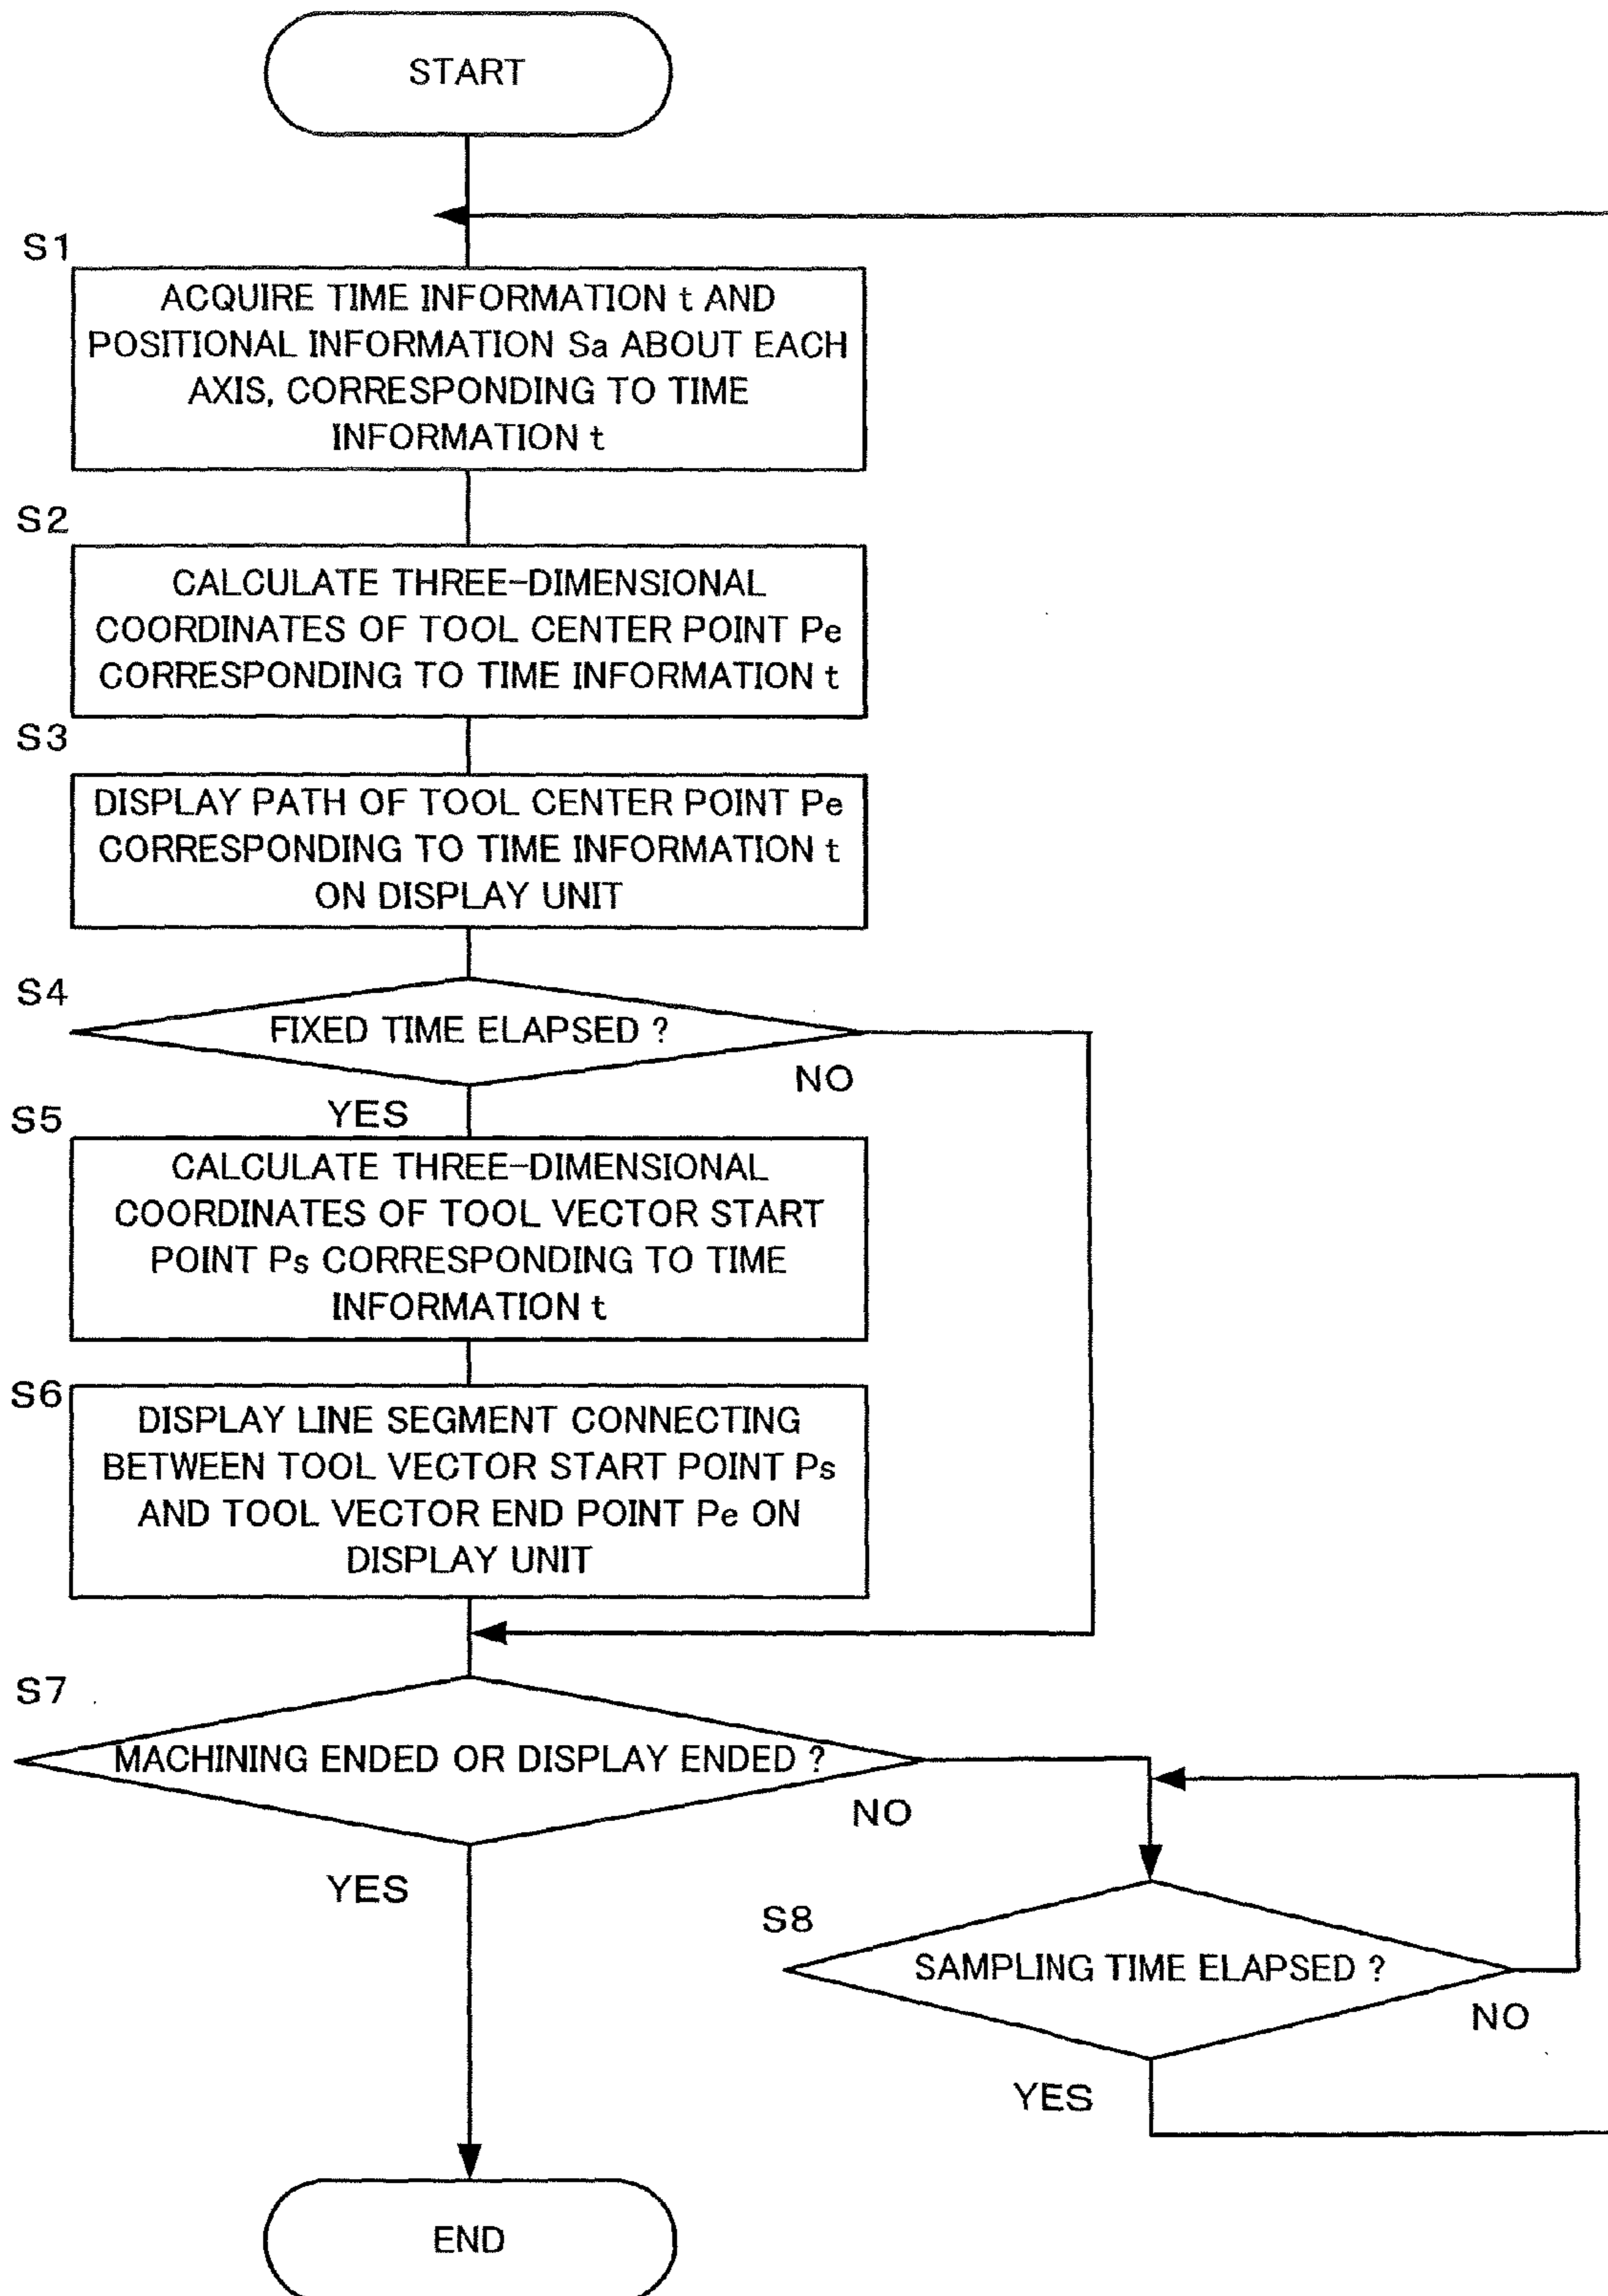 START
S1
ACQUIRE TIME INFORMATION t AND
POSITIONAL INFORMATION Sa ABOUT EACH
AXIS, CORRESPONDING TO TIME
INFORMATION t
S2
CALCULATE THREE-DIMENSIONAL
COORDINATES OF TOOL CENTER POINT Pe
CORRESPONDING TO TIME INFORMATION t
S3
DISPLAY PATH OF TOOL CENTER POINT Pe
CORRESPONDING TO TIME INFORMATION t
ON DISPLAY UNIT
S4
FIXED TIME ELAPSED ?
NO
YES
S5
CALCULATE THREE-DIMENSIONAL
COORDINATES OF TOOL VECTOR START
POINT Ps CORRESPONDING TO TIME
INFORMATION t
S6
DISPLAY LINE SEGMENT CONNECTING
BETWEEN TOOL VECTOR START POINT Ps
AND TOOL VECTOR END POINT Pe ON
DISPLAY UNIT
S7
MACHINING ENDED OR DISPLAY ENDED ?
NO
YES
S8
SAMPLING TIME ELAPSED ?
NO
YES
END